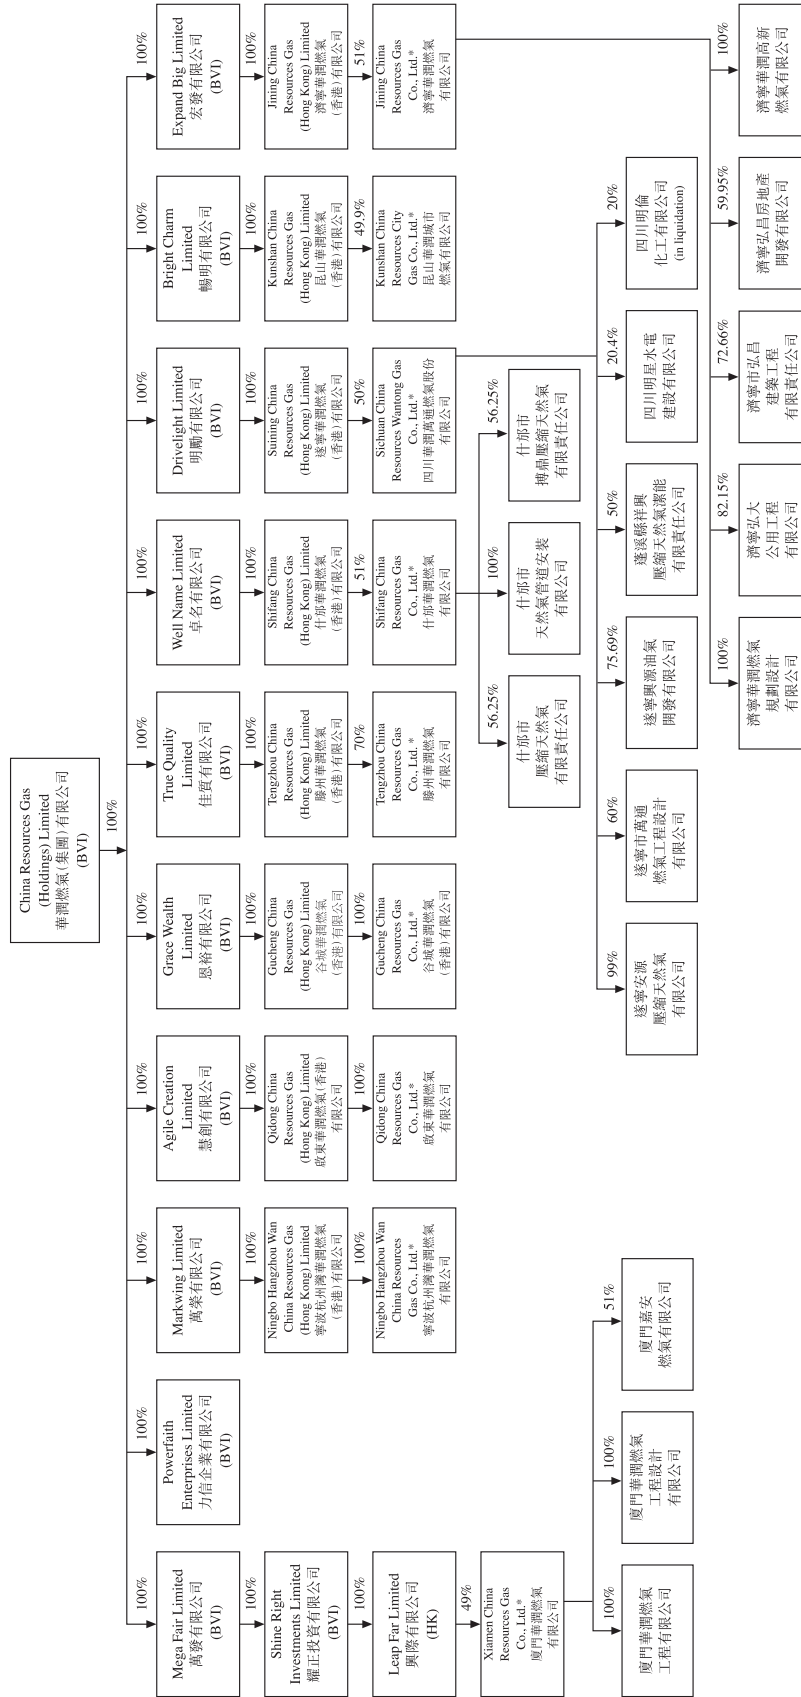 China Resources Gas
(Holdings) Limited
華潤燃氣(集團)有限公司
(BVI)
100%
100%
Mega Fair Limited
萬發有限公司
(BVI)
100%
Powerfaith
Enterprises Limited
力信企業有限公司
(BVI)
100%
Markwing Limited
萬榮有限公司
(BVI)
100%
Agile Creation
Limited
慧創有限公司
(BVI)
100%
Grace Wealth
Limited
恩裕有限公司
(BVI)
100%
True Quality
Limited
佳質有限公司
(BVI)
100%
Well Name Limited
卓名有限公司
(BVI)
100%
Drivelight Limited
明勵有限公司
(BVI)
100%
Bright Charm
Limited
暢明有限公司
(BVI)
100%
Expand Big Limited
宏發有限公司
(BVI)
100%
Shine Right
Investments Limited
耀正投資有限公司
(BVI)
100%
Ningbo Hangzhou Wan
China Resources Gas
(Hong Kong) Limited
寧波杭州灣華潤燃氣
(香港)有限公司
100%
Qidong China
Resources Gas
(Hong Kong) Limited
啟東華潤燃氣(香港)
有限公司
100%
Gucheng China
Resources Gas
(Hong Kong) Limited
谷城華潤燃氣
(香港)有限公司
100%
Tengzhou China
Resources Gas
(Hong Kong) Limited
滕州華潤燃氣
(香港)有限公司
100%
Shifang China
Resources Gas
(Hong Kong) Limited
什邡華潤燃氣
(香港)有限公司
100%
Suining China
Resources Gas
(Hong Kong) Limited
遂寧華潤燃氣
(香港)有限公司
100%
Kunshan China
Resources Gas
(Hong Kong) Limited
昆山華潤燃氣
(香港)有限公司
100%
Jining China
Resources Gas
(Hong Kong) Limited
濟寧華潤燃氣
(香港)有限公司
100%
Leap Far Limited
興際有限公司
(HK)
100%
Ningbo Hangzhou Wan
China Resources
Gas Co., Ltd.*
寧波杭州灣華潤燃氣
有限公司
100%
Qidong China
Resources Gas
Co., Ltd.*
啟東華潤燃氣
有限公司
100%
Gucheng China
Resources Gas
Co., Ltd.*
谷城華潤燃氣
(香港)有限公司
70%
Tengzhou China
Resources Gas
Co., Ltd.*
滕州華潤燃氣
有限公司
51%
Shifang China
Resources Gas
Co., Ltd.*
什邡華潤燃氣
有限公司
50%
Sichuan China
Resources Wantong Gas
Co., Ltd.*
四川華潤萬通燃氣股份
有限公司
49.9%
Kunshan China
Resources City
Gas Co., Ltd.*
昆山華潤城市
燃氣有限公司
51%
Jining China
Resources Gas
Co., Ltd.*
濟寧華潤燃氣
有限公司
49%
Xiamen China
Resources Gas
Co., Ltd.*
廈門華潤燃氣
有限公司
56.25%
什邡市
壓縮天然氣
有限責任公司
100%
什邡市
天然氣管道安裝
有限公司
56.25%
什邡市
搏鼎壓縮天然氣
有限責任公司
100%
廈門華潤燃氣
工程有限公司
100%
廈門華潤燃氣
工程設計
有限公司
51%
廈門嘉安
燃氣有限公司
99%
遂寧安源
壓縮天然氣
有限公司
60%
遂寧市萬通
燃氣工程設計
有限公司
75.69%
遂寧興源油氣
開發有限公司
50%
蓬溪縣祥興
壓縮天然氣潔能
有限責任公司
20.4%
四川明星水電
建設有限公司
20%
四川明倫
化工有限公司
(in liquidation)
100%
濟寧華潤燃氣
規劃設計
有限公司
82.15%
濟寧弘大
公用工程
有限公司
72.66%
濟寧市弘昌
建築工程
有限責任公司
59.95%
濟寧弘昌房地產
開發有限公司
100%
濟寧華潤高新
燃氣有限公司